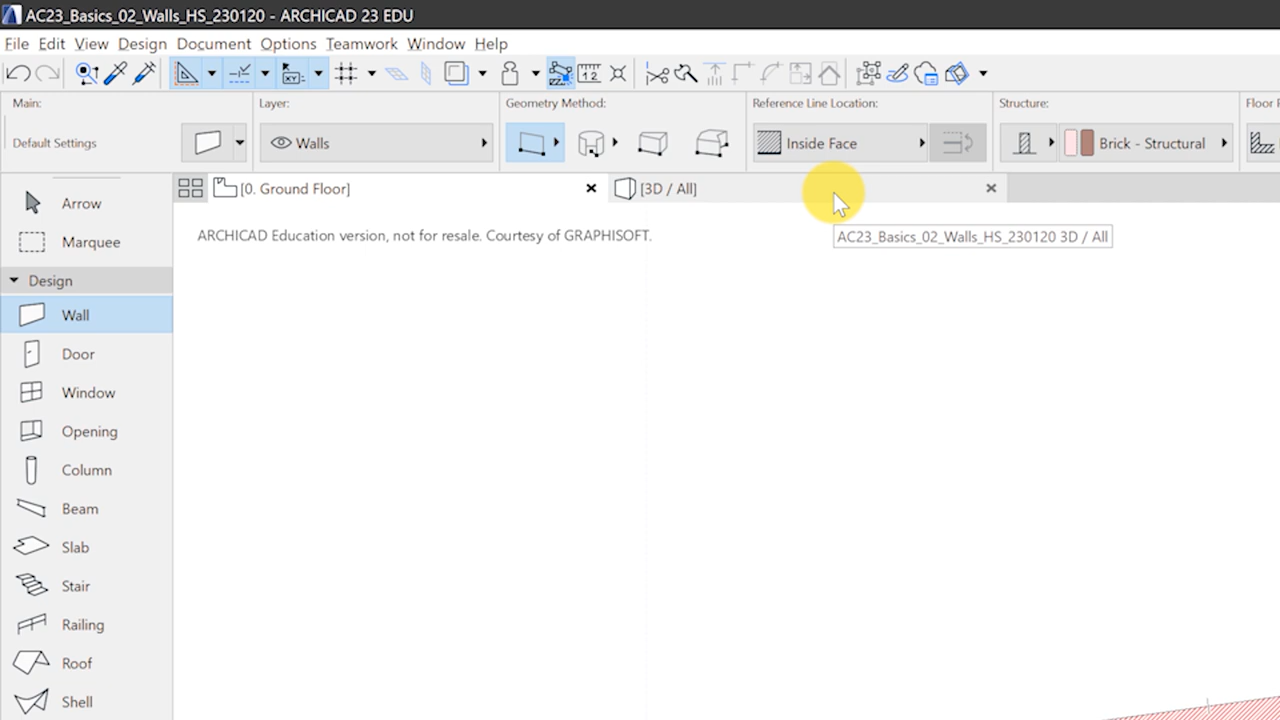 AC23_Basics_02_Walls_HS_230120 - ARCHICAD 23 EDU
File Edit View Design Document Options Teamwork Window Help
Main: Layer: Geometry Method: Reference Line Location: Structure: Floor
Default Settings Walls Inside Face Brick - Structural
[0. Ground Floor] [3D / All]
Arrow
ARCHICAD Education version, not for resale. Courtesy of GRAPHISOFT.
AC23_Basics_02_Walls_HS_230120 3D / All
Marquee
Design
Wall
Door
Window
Opening
Column
Beam
Slab
Stair
Railing
Roof
Shell